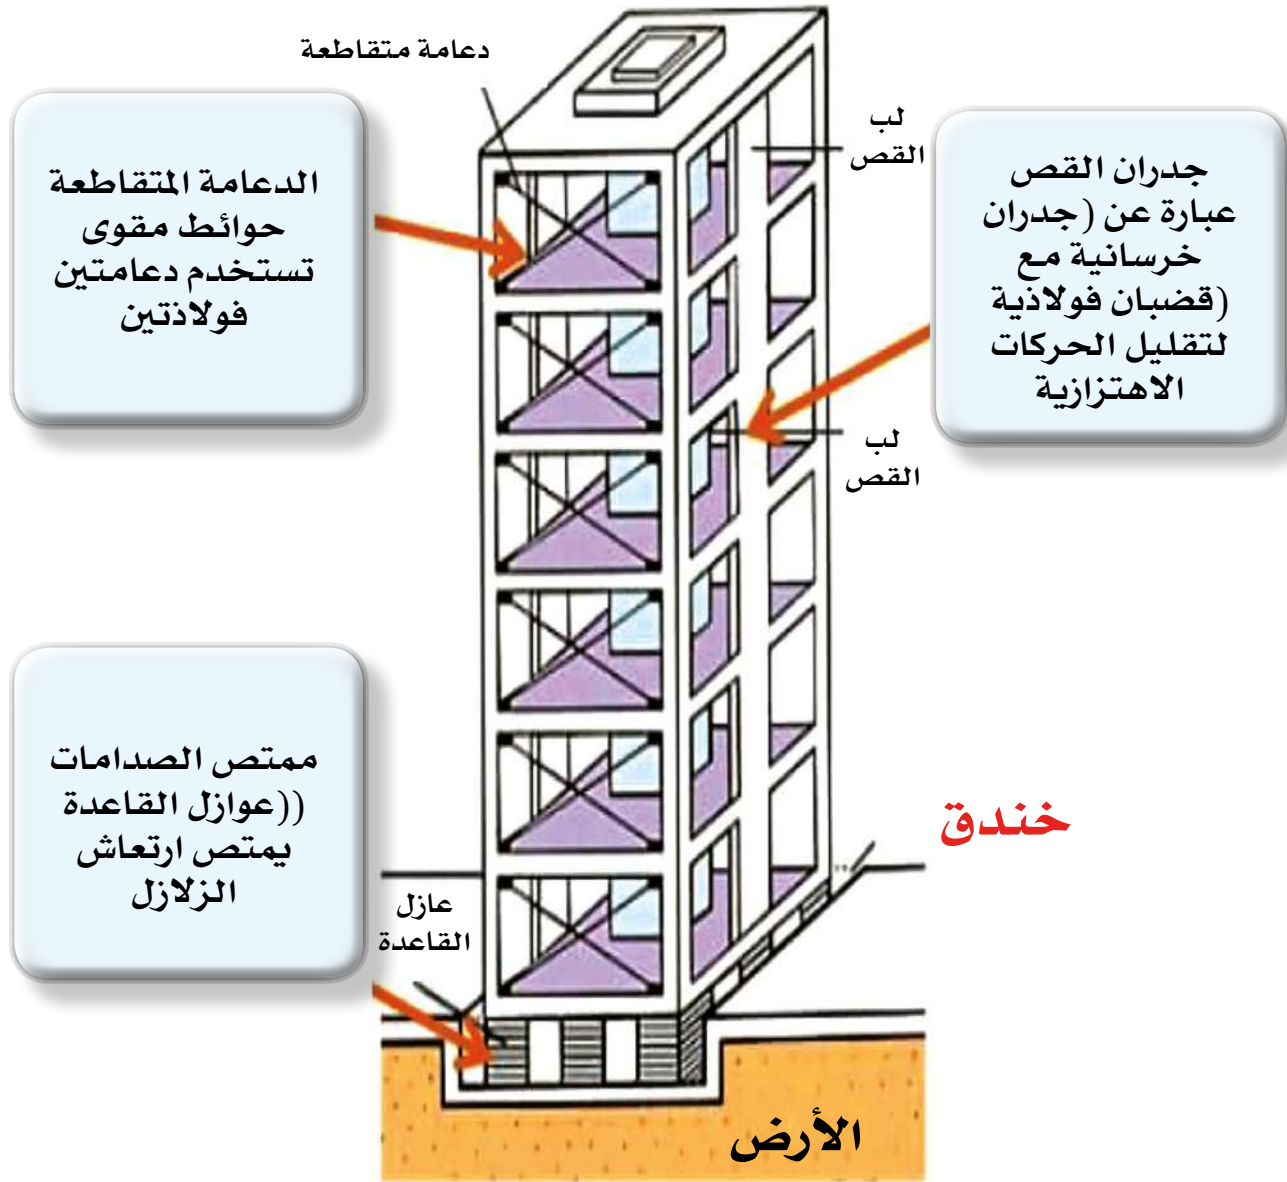 دعامة متقاطعة
لب
القص
جدران القص
عبارة عن (جدران
خرسانية مع
قضبان فولاذية)
لتقليل الحركات
الاهتزازية
الدعامة المتقاطعة
حوائط مقوى
تستخدم دعامتين
فولاذتين
لب
القص
ممتص الصدامات
((عوازل القاعدة
يمتص ارتعاش
الزلازل
خندق
عازل
القاعدة
الأرض